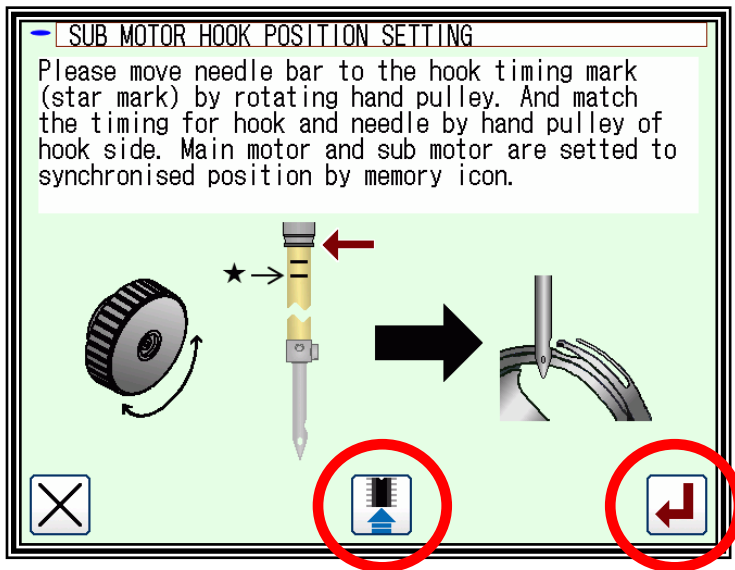 SUB MOTOR HOOK POSITION SETTING
Please move needle bar to the hook timing mark
(star mark) by rotating hand pulley. And match
the timing for hook and needle by hand pulley of
hook side. Main motor and sub motor are setted to
synchronised position by memory icon.